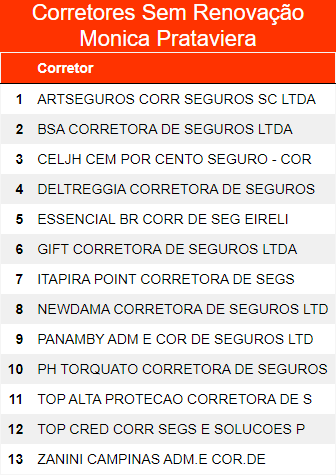 Corretores Sem Renovação
Monica Prataviera
Corretor
1 ARTSEGUROS CORR SEGUROS SC LTDA
2 BSA CORRETORA DE SEGUROS LTDA
3 CELJH CEM POR CENTO SEGURO - COR
4 DELTREGGIA CORRETORA DE SEGUROS
5 ESSENCIAL BR CORR DE SEG EIRELI
6 GIFT CORRETORA DE SEGUROS LTDA
7 ITAPIRA POINT CORRETORA DE SEGS
8 NEWDAMA CORRETORA DE SEGUROS LTD
9 PANAMBY ADM E COR DE SEGUROS LTD
10 PH TORQUATO CORRETORA DE SEGUROS
11 TOP ALTA PROTECAO CORRETORA DE S
12 TOP CRED CORR SEGS E SOLUCOES P
13 ZANINI CAMPINAS ADM.E COR.DE